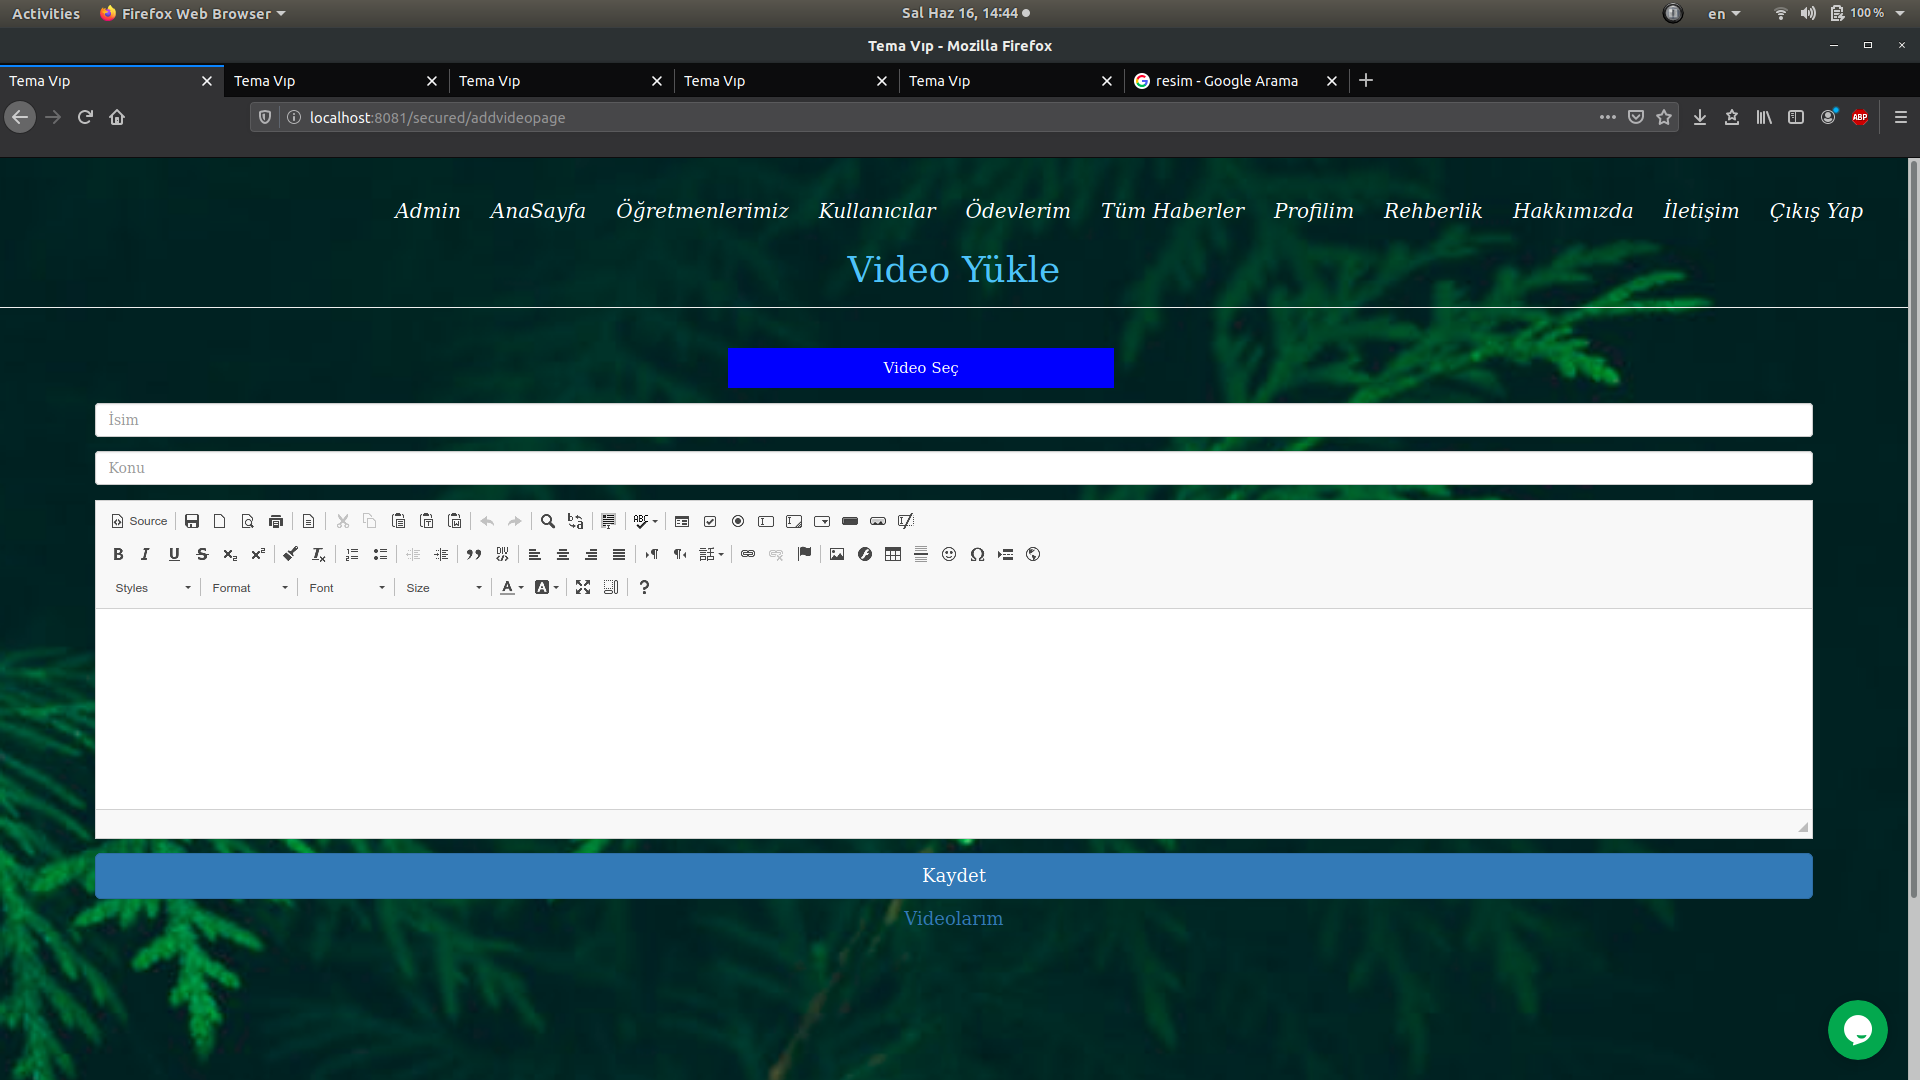 Activities Firefox Web Browser Sal Haz 16, 14:44 en 100 %
Tema Vıp - Mozilla Firefox
Tema Vıp Tema Vıp Tema Vıp Tema Vıp Tema Vıp resim - Google Arama
localhost:8081/secured/addvideopage ABP
Admin AnaSayfa Öğretmenlerimiz Kullanıcılar Ödevlerim Tüm Haberler Profilim Rehberlik Hakkımızda İletişim Çıkış Yap
Video Yükle
Video Seç
İsim
Konu
Source
Styles Format Font Size
Kaydet
Videolarım